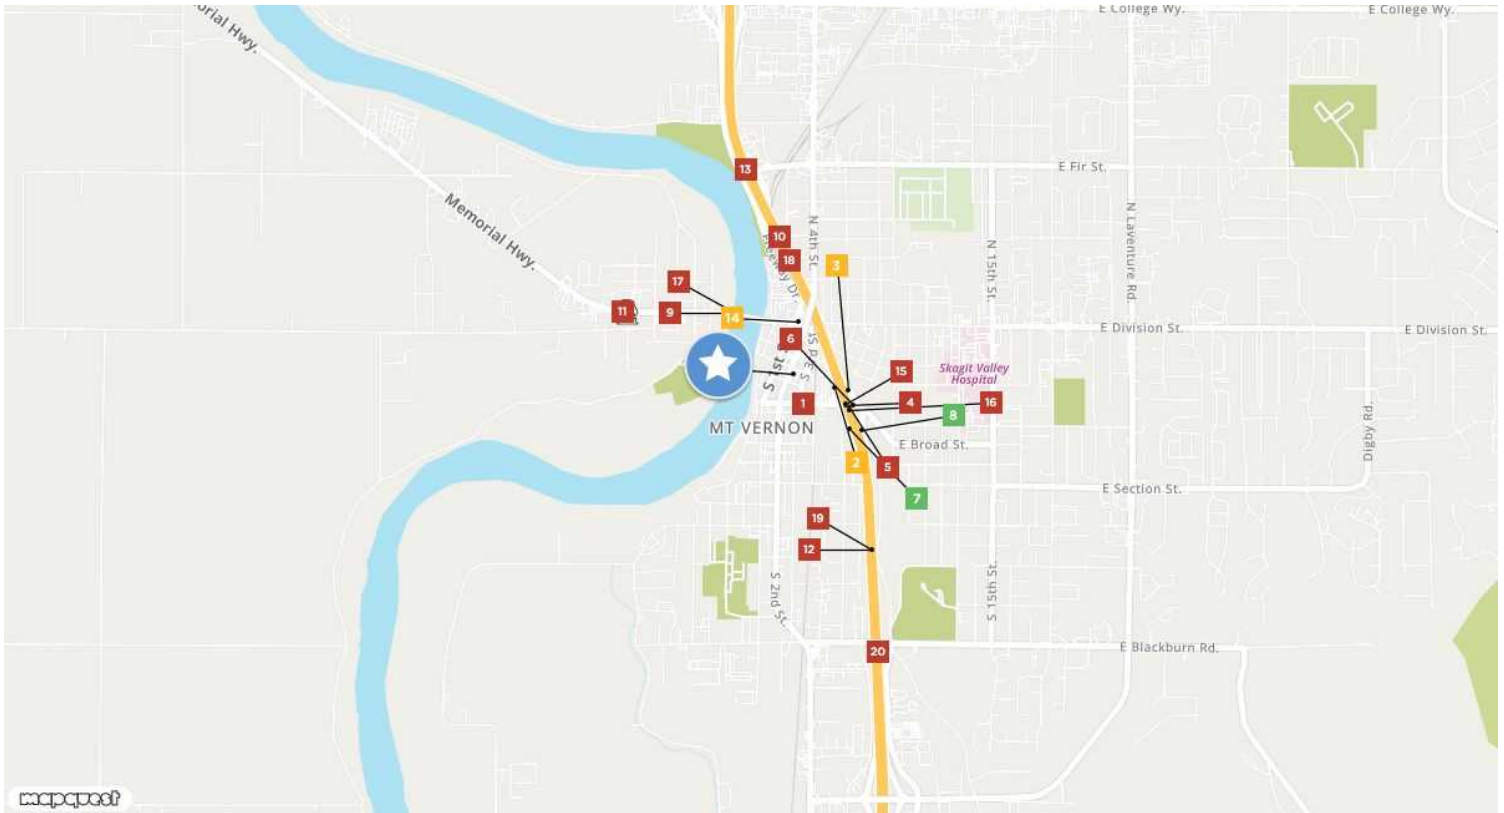 E College Wy.
E College Wy.
Memorial Hwy.
13
E Fir St.
N 4th St.
N 15th St.
N Laventure Rd.
Memorial Hwy.
10
Freeway Dr.
18
3
17
11
9
14
E Division St.
E Division St.
6
S 1st
15
Skagit Valley
Hospital
1
4
16
8
MT VERNON
E Broad St.
Digby Rd.
2
5
E Section St.
7
19
12
S 2nd St.
S 15th St.
20
E Blackburn Rd.
mapquest